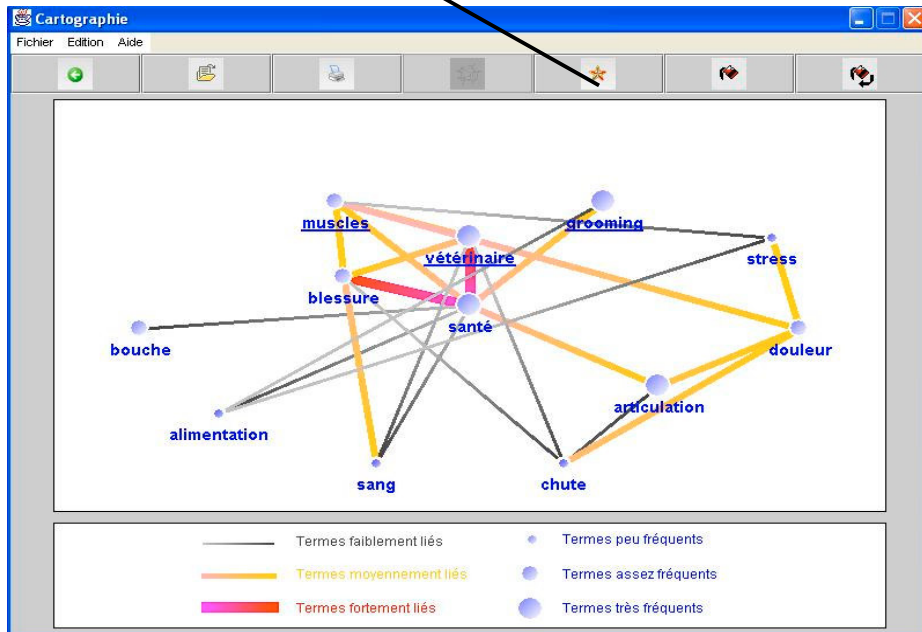 Cartographie
Fichier Edition Aide
muscles
grooming
vétérinaire
stress
blessure
santé
bouche
douleur
articulation
alimentation
sang
chute
Termes faiblement liés
Termes peu fréquents
Termes moyennement liés
Termes assez fréquents
Termes fortement liés
Termes très fréquents